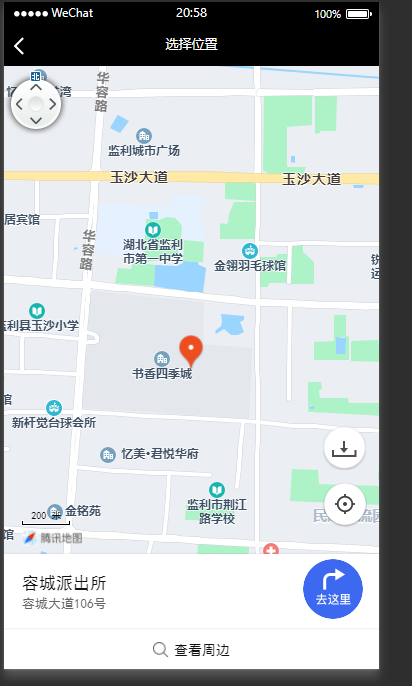 WeChat 20:58 100%
选择位置
北
湾
华容路
监利城市广场
玉沙大道 玉沙大道
居宾馆
华容路
湖北省监利
市第一中学
金翎羽毛球馆
监利县玉沙小学
书香四季城
馆
新杆觉台球会所
忆美·君悦华府
监利市荆江
路学校
200 米
金铭苑
馆
腾讯地图
容城派出所
容城大道106号
去这里
查看周边